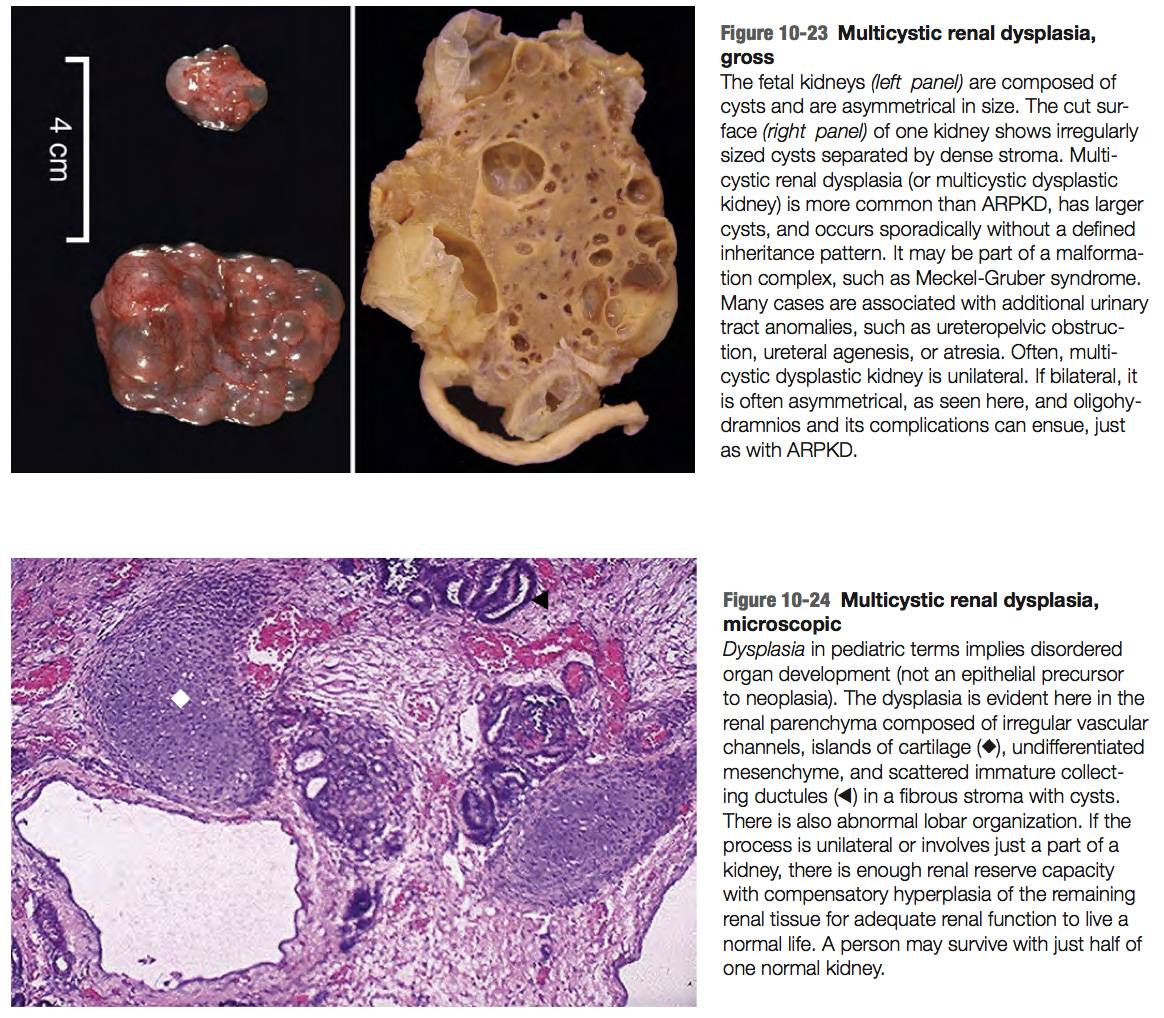 4 cm
Figure 10-23 Multicystic renal dysplasia,
gross
The fetal kidneys (left panel) are composed of
cysts and are asymmetrical in size. The cut sur-
face (right panel) of one kidney shows irregularly
sized cysts separated by dense stroma. Multi-
cystic renal dysplasia (or multicystic dysplastic
kidney) is more common than ARPKD, has larger
cysts, and occurs sporadically without a defined
inheritance pattern. It may be part of a malforma-
tion complex, such as Meckel-Gruber syndrome.
Many cases are associated with additional urinary
tract anomalies, such as ureteropelvic obstruc-
tion, ureteral agenesis, or atresia. Often, multi-
cystic dysplastic kidney is unilateral. If bilateral, it
is often asymmetrical, as seen here, and oligohy-
dramnios and its complications can ensue, just
as with ARPKD.
Figure 10-24 Multicystic renal dysplasia,
microscopic
Dysplasia in pediatric terms implies disordered
organ development (not an epithelial precursor
to neoplasia). The dysplasia is evident here in the
renal parenchyma composed of irregular vascular
channels, islands of cartilage (◆), undifferentiated
mesenchyme, and scattered immature collect-
ing ductules (◀) in a fibrous stroma with cysts.
There is also abnormal lobar organization. If the
process is unilateral or involves just a part of a
kidney, there is enough renal reserve capacity
with compensatory hyperplasia of the remaining
renal tissue for adequate renal function to live a
normal life. A person may survive with just half of
one normal kidney.